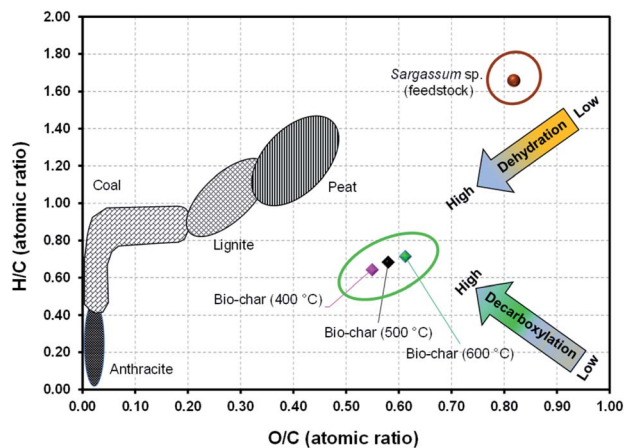 2.00
1.80
1.60
1.40
1.20
1.00
0.80
0.60
0.40
0.20
0.00
H/C (atomic ratio)
Sargassum sp.
(feedstock)
Low
Dehydration
High
Peat
Coal
Lignite
Anthracite
Bio-char (400 °C)
Bio-char (500 °C)
Bio-char (600 °C)
High
Decarboxylation
Low
0.00 0.10 0.20 0.30 0.40 0.50 0.60 0.70 0.80 0.90 1.00
O/C (atomic ratio)